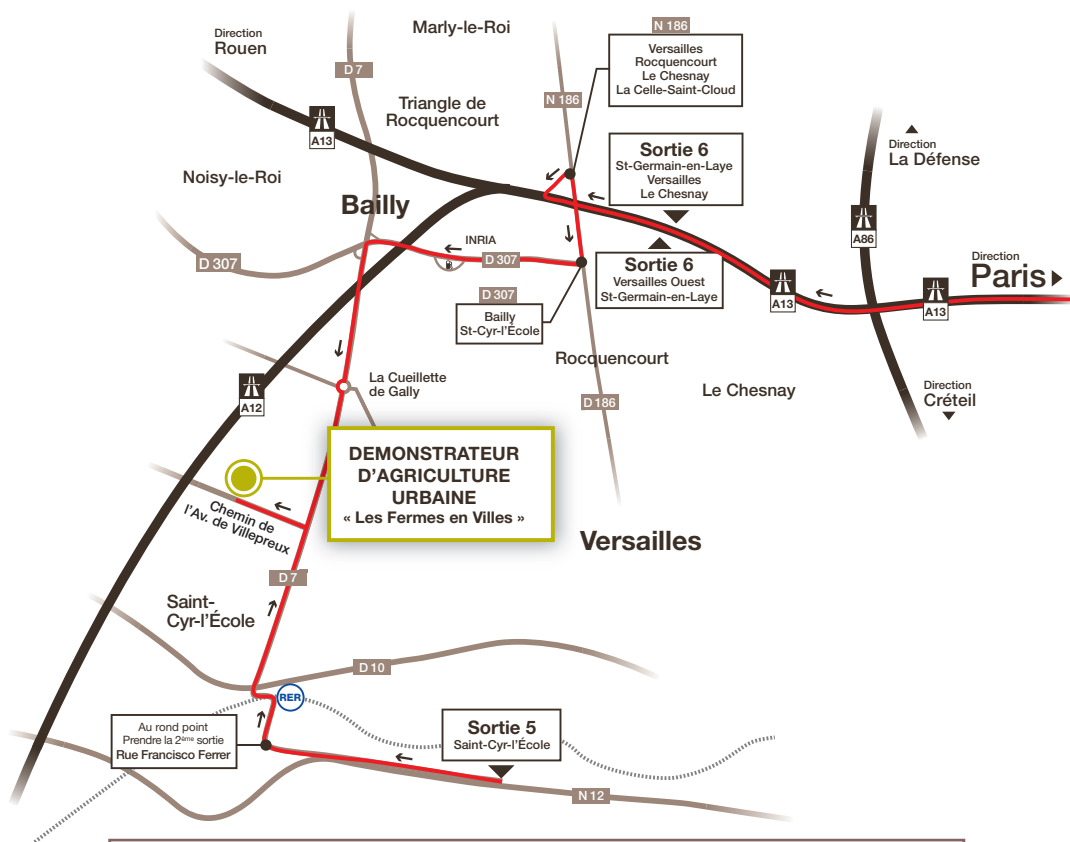 Marly-le-Roi
N 186
Direction
Rouen
Versailles
Rocquencourt
Le Chesnay
La Celle-Saint-Cloud
D 7
N 186
Triangle de
Rocquencourt
A13
Sortie 6
St-Germain-en-Laye
Versailles
Le Chesnay
Direction
La Défense
Noisy-le-Roi
Bailly
A86
INRIA
D 307
D 307
Sortie 6
Versailles Ouest
St-Germain-en-Laye
Direction
Paris
A13
A13
D 307
Bailly
St-Cyr-l'École
Rocquencourt
La Cueillette
de Gally
A12
Le Chesnay
Direction
Créteil
D 186
DEMONSTRATEUR
D'AGRICULTURE
URBAINE
« Les Fermes en Villes »
Chemin de
l'Av. de Villepreux
Versailles
D 7
Saint-
Cyr-l'École
D 10
RER
Au rond point
Prendre la 2ème sortie
Rue Francisco Ferrer
Sortie 5
Saint-Cyr-l'École
N 12